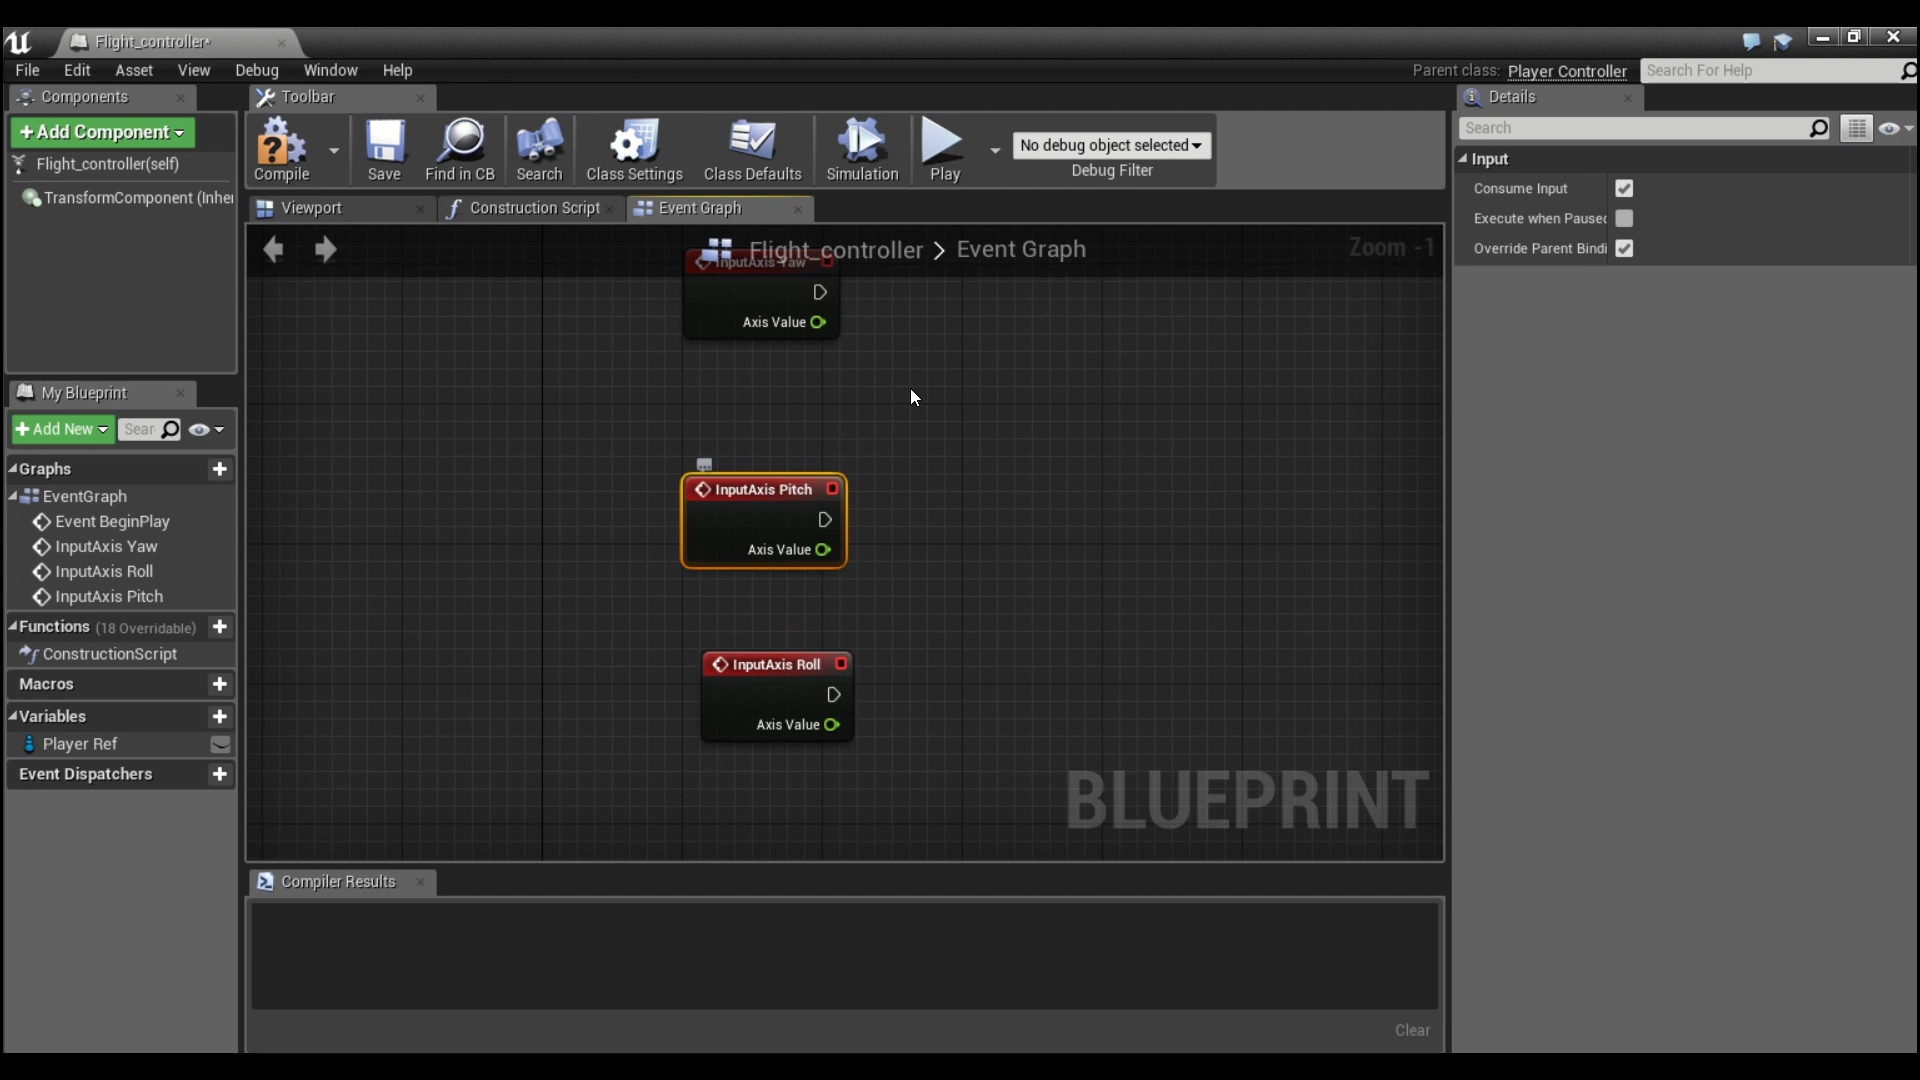 Flight_controller*
File Edit Asset View Debug Window Help
Parent class: Player Controller
Search For Help
Components
Toolbar
Details
+Add Component
Flight_controller(self)
TransformComponent (Inher
Compile
Save
Find in CB
Search
Class Settings
Class Defaults
Simulation
Play
No debug object selected
Debug Filter
Search
Input
Consume Input
Execute when Paused
Override Parent Bindi
Viewport
Construction Script
Event Graph
Flight_controller > Event Graph
Zoom -1
InputAxis Yaw
Axis Value
InputAxis Pitch
Axis Value
InputAxis Roll
Axis Value
BLUEPRINT
My Blueprint
+Add New
Sear
Graphs
EventGraph
Event BeginPlay
InputAxis Yaw
InputAxis Roll
InputAxis Pitch
Functions (18 Overridable)
ConstructionScript
Macros
Variables
Player Ref
Event Dispatchers
Compiler Results
Clear